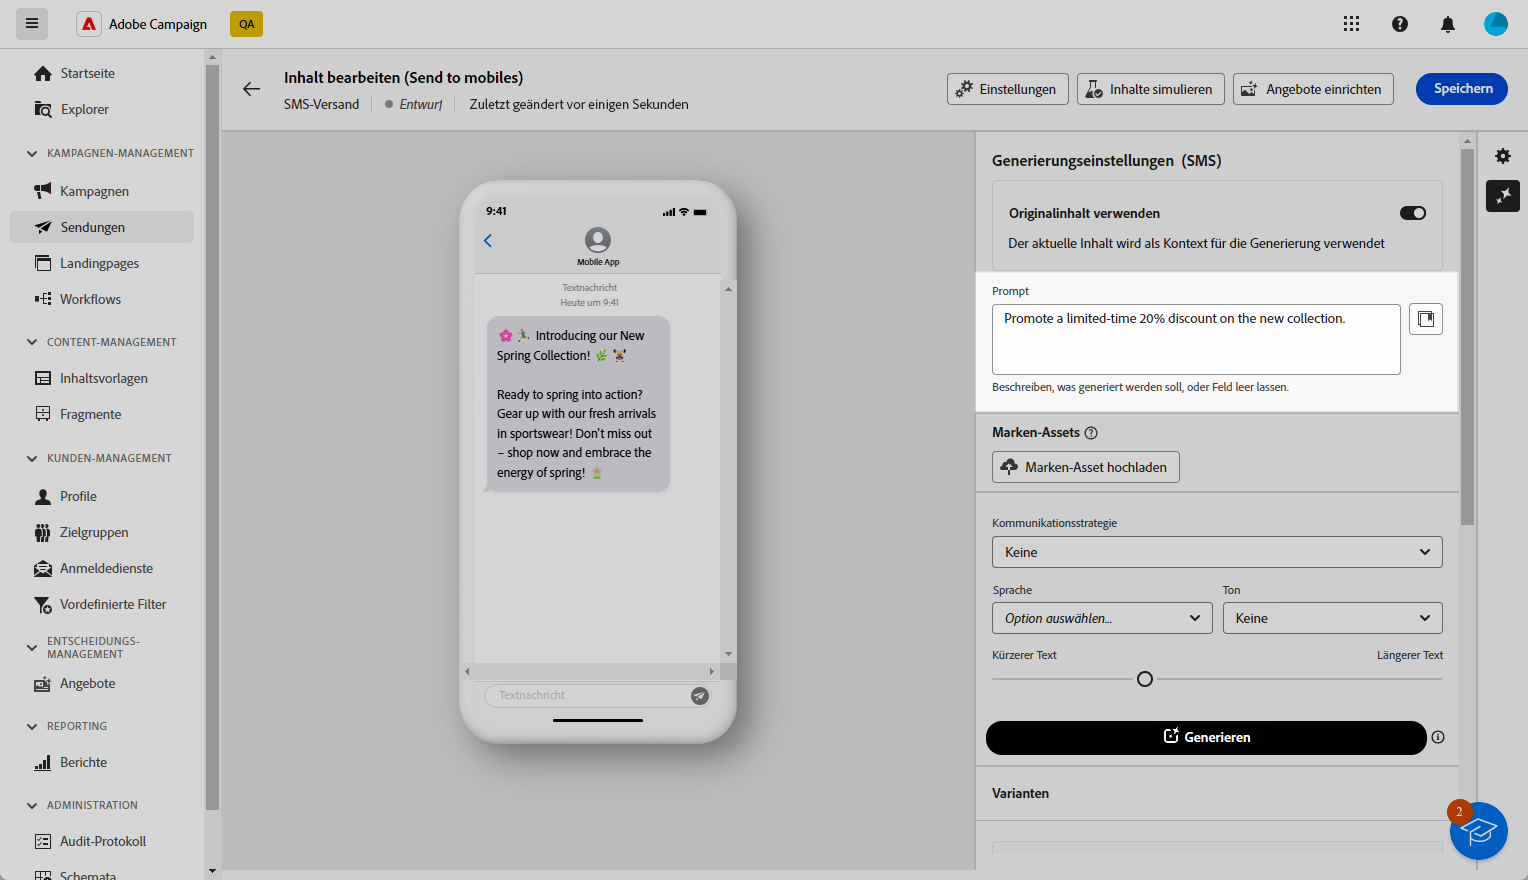 Adobe Campaign
QA
Startseite
Explorer
KAMPAGNEN-MANAGEMENT
Kampagnen
Sendungen
Landingpages
Workflows
CONTENT-MANAGEMENT
Inhaltsvorlagen
Fragmente
KUNDEN-MANAGEMENT
Profile
Zielgruppen
Anmeldedienste
Vordefinierte Filter
ENTSCHEIDUNGS-
MANAGEMENT
Angebote
REPORTING
Berichte
ADMINISTRATION
Audit-Protokoll
Schemata
Inhalt bearbeiten (Send to mobiles)
SMS-Versand
Entwurf
Zuletzt geändert vor einigen Sekunden
Einstellungen
Inhalte simulieren
Angebote einrichten
Speichern
9:41
Mobile App
Textnachricht
Heute um 9:41
🌸 🏃 Introducing our New
Spring Collection! 🌿 🏋️
Ready to spring into action?
Gear up with our fresh arrivals
in sportswear! Don't miss out
– shop now and embrace the
energy of spring!
Textnachricht
Generierungseinstellungen (SMS)
Originalinhalt verwenden
Der aktuelle Inhalt wird als Kontext für die Generierung verwendet
Prompt
Promote a limited-time 20% discount on the new collection.
Beschreiben, was generiert werden soll, oder Feld leer lassen.
Marken-Assets
Marken-Asset hochladen
Kommunikationsstrategie
Keine
Sprache
Ton
Option auswählen...
Keine
Kürzerer Text
Längerer Text
Generieren
Varianten
2